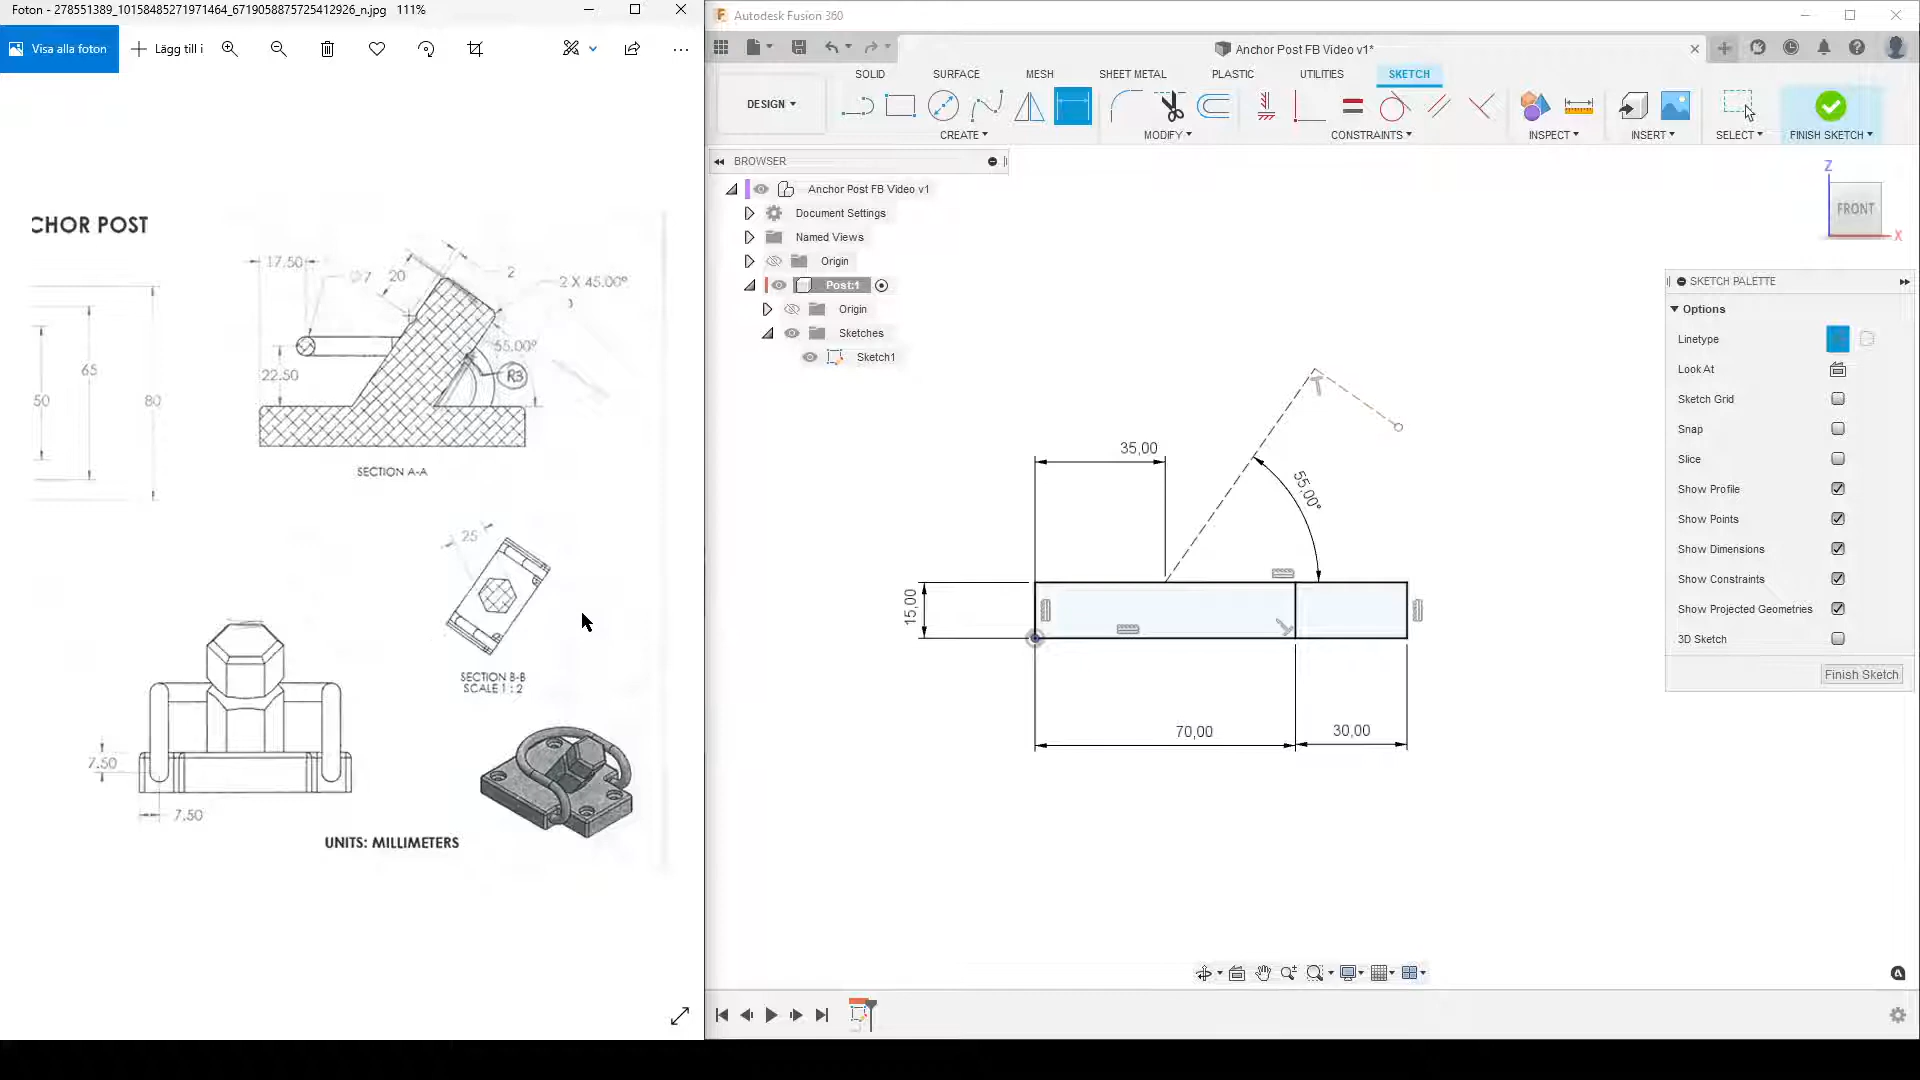 Foton - 278551389_10158485271971464_6719058875725412926_n.jpg 111%
Visa alla foton
Lägg till i
CHOR POST
17.50
∅7
20
2
2 X 45.00°
55.00°
R3
22.50
50
65
80
SECTION A-A
25
SECTION B-B
SCALE 1 : 2
7.50
7.50
UNITS: MILLIMETERS
Autodesk Fusion 360
Anchor Post FB Video v1*
SOLID
SURFACE
MESH
SHEET METAL
PLASTIC
UTILITIES
SKETCH
DESIGN
CREATE
MODIFY
CONSTRAINTS
INSPECT
INSERT
SELECT
FINISH SKETCH
BROWSER
Anchor Post FB Video v1
Document Settings
Named Views
Origin
Post:1
Origin
Sketches
Sketch1
Z
FRONT
X
35,00
55,00°
15,00
70,00
30,00
SKETCH PALETTE
Options
Linetype
Look At
Sketch Grid
Snap
Slice
Show Profile
Show Points
Show Dimensions
Show Constraints
Show Projected Geometries
3D Sketch
Finish Sketch